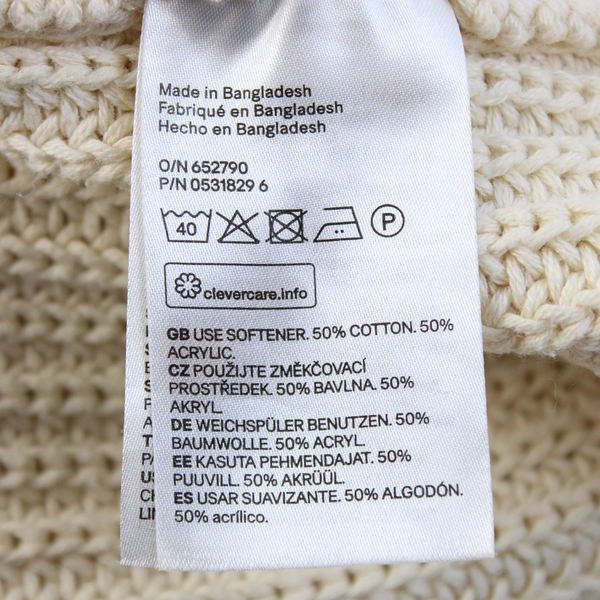 Made in Bangladesh
Fabriqué en Bangladesh
Hecho en Bangladesh
O/N 652790
P/N 0531829 6
40 P
clevercare.info
GB USE SOFTENER. 50% COTTON. 50%
ACRYLIC.
CZ POUŽIJTE ZMĚKČOVACÍ
PROSTŘEDEK. 50% BAVLNA. 50%
AKRYL.
DE WEICHSPÜLER BENUTZEN. 50%
BAUMWOLLE. 50% ACRYL.
EE KASUTA PEHMENDAJAT. 50%
PUUVILL. 50% AKRÜÜL.
ES USAR SUAVIZANTE. 50% ALGODÓN.
50% acrílico.